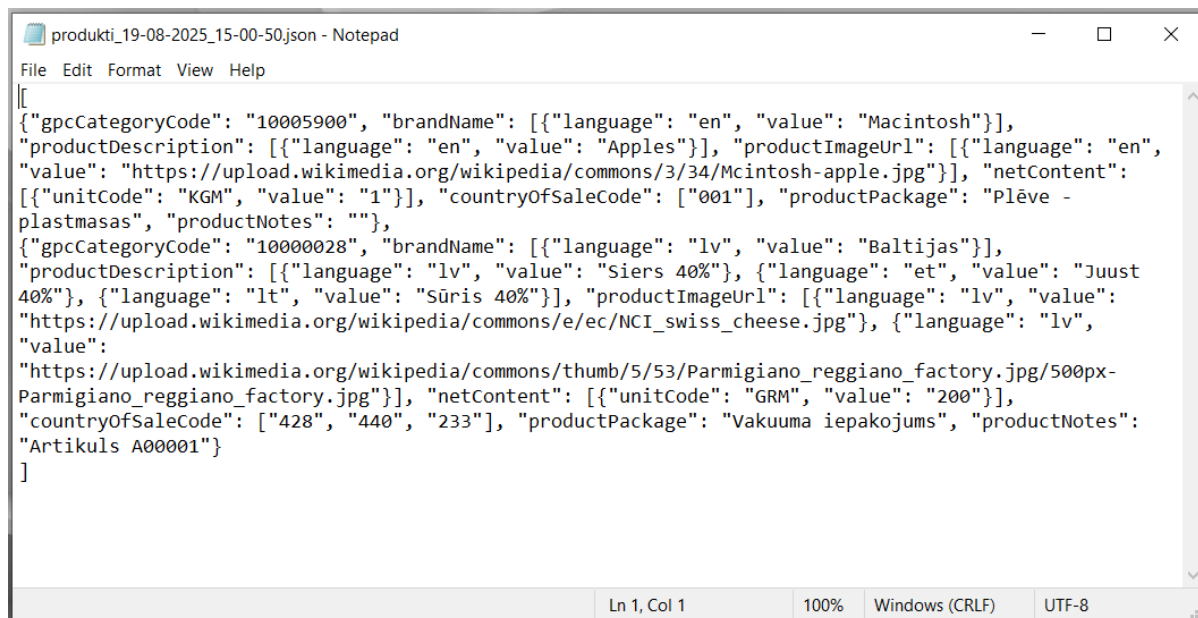 produkti_19-08-2025_15-00-50.json - Notepad
File Edit Format View Help
[
{"gpcCategoryCode": "10005900", "brandName": [{"language": "en", "value": "Macintosh"}],
"productDescription": [{"language": "en", "value": "Apples"}], "productImageUrl": [{"language": "en",
"value": "https://upload.wikimedia.org/wikipedia/commons/3/34/Mcintosh-apple.jpg"}], "netContent":
[{"unitCode": "KGM", "value": "1"}], "countryOfSaleCode": ["001"], "productPackage": "Plēve -
plastmasas", "productNotes": ""},
{"gpcCategoryCode": "10000028", "brandName": [{"language": "lv", "value": "Baltijas"}],
"productDescription": [{"language": "lv", "value": "Siers 40%"}, {"language": "et", "value": "Juust
40%"}, {"language": "lt", "value": "Sūris 40%"}], "productImageUrl": [{"language": "lv", "value":
"https://upload.wikimedia.org/wikipedia/commons/e/ec/NCI_swiss_cheese.jpg"}, {"language": "lv",
"value":
"https://upload.wikimedia.org/wikipedia/commons/thumb/5/53/Parmigiano_reggiano_factory.jpg/500px-
Parmigiano_reggiano_factory.jpg"}], "netContent": [{"unitCode": "GRM", "value": "200"}],
"countryOfSaleCode": ["428", "440", "233"], "productPackage": "Vakuuma iepakojums", "productNotes":
"Artikuls A00001"}
]
Ln 1, Col 1 100% Windows (CRLF) UTF-8